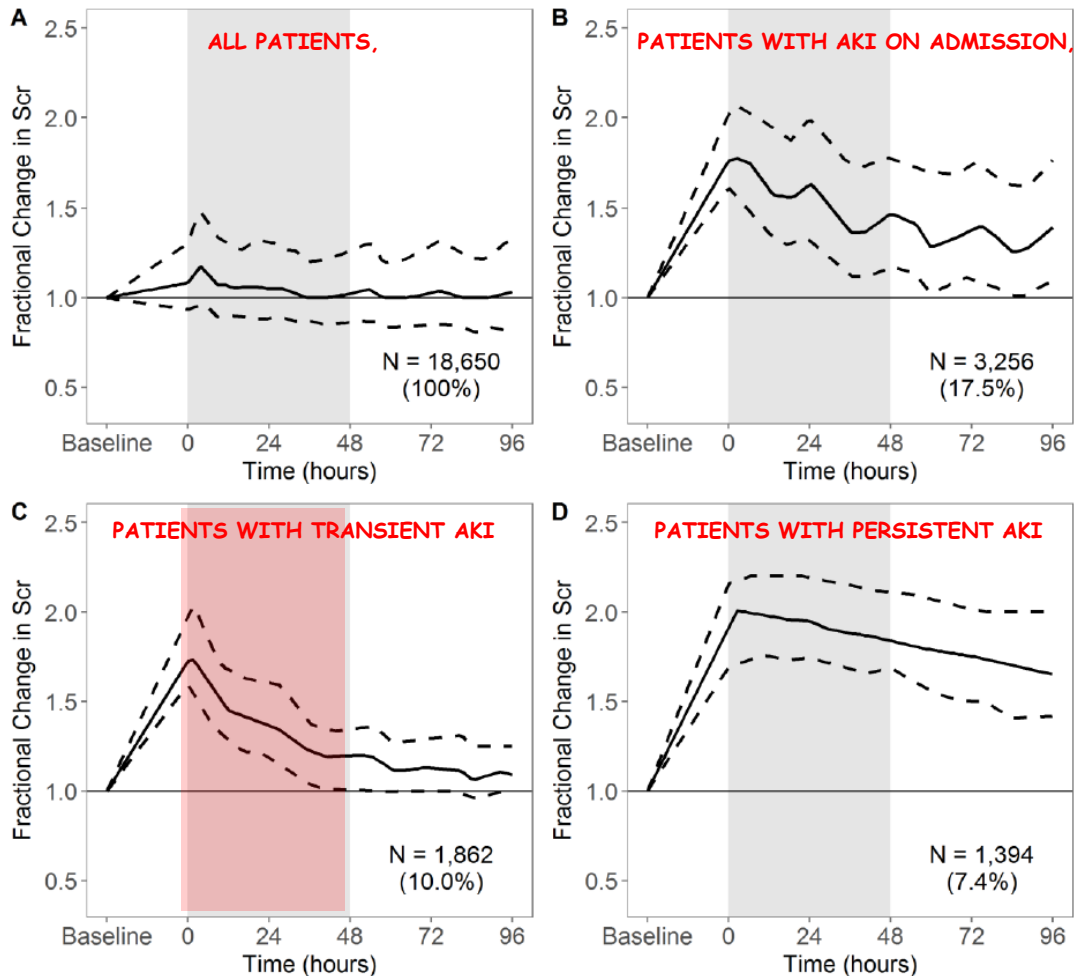 A
ALL PATIENTS,
Fractional Change in Scr
2.5
2.0
1.5
1.0
0.5
N = 18,650
(100%)
Baseline 0 24 48 72 96
Time (hours)
B
PATIENTS WITH AKI ON ADMISSION,
Fractional Change in Scr
2.5
2.0
1.5
1.0
0.5
N = 3,256
(17.5%)
Baseline 0 24 48 72 96
Time (hours)
C
PATIENTS WITH TRANSIENT AKI
Fractional Change in Scr
2.5
2.0
1.5
1.0
0.5
N = 1,862
(10.0%)
Baseline 0 24 48 72 96
Time (hours)
D
PATIENTS WITH PERSISTENT AKI
Fractional Change in Scr
2.5
2.0
1.5
1.0
0.5
N = 1,394
(7.4%)
Baseline 0 24 48 72 96
Time (hours)